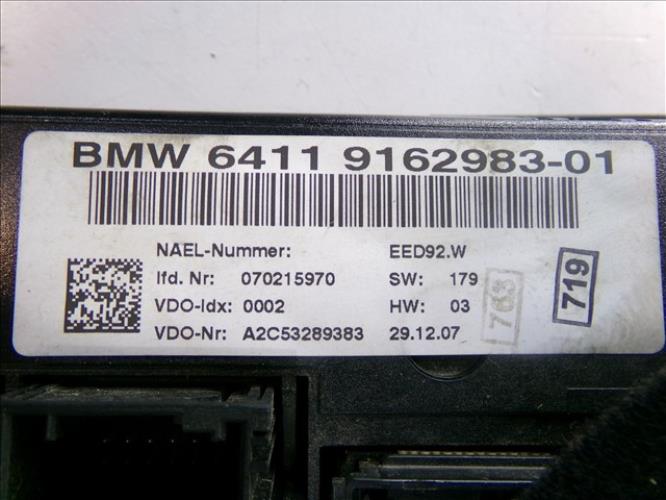 BMW 6411 9162983-01
NAEL-Nummer: EED92.W
lfd. Nr: 070215970 SW: 179
VDO-Idx: 0002 HW: 03
VDO-Nr: A2C53289383 29.12.07
763
719